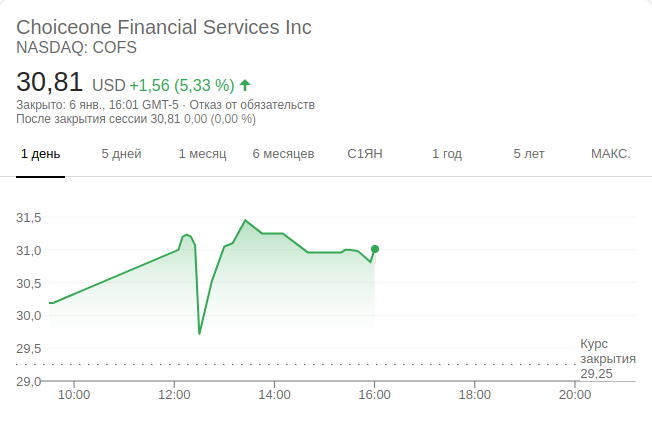 Choiceone Financial Services Inc
NASDAQ: COFS
30,81 USD +1,56 (5,33 %)
Закрыто: 6 янв., 16:01 GMT-5 · Отказ от обязательств
После закрытия сессии 30,81 0,00 (0,00 %)
1 день 5 дней 1 месяц 6 месяцев С1ЯН 1 год 5 лет МАКС.
31,5
31,0
30,5
30,0
29,5
29,0
Курс
закрытия
29,25
10:00 12:00 14:00 16:00 18:00 20:00